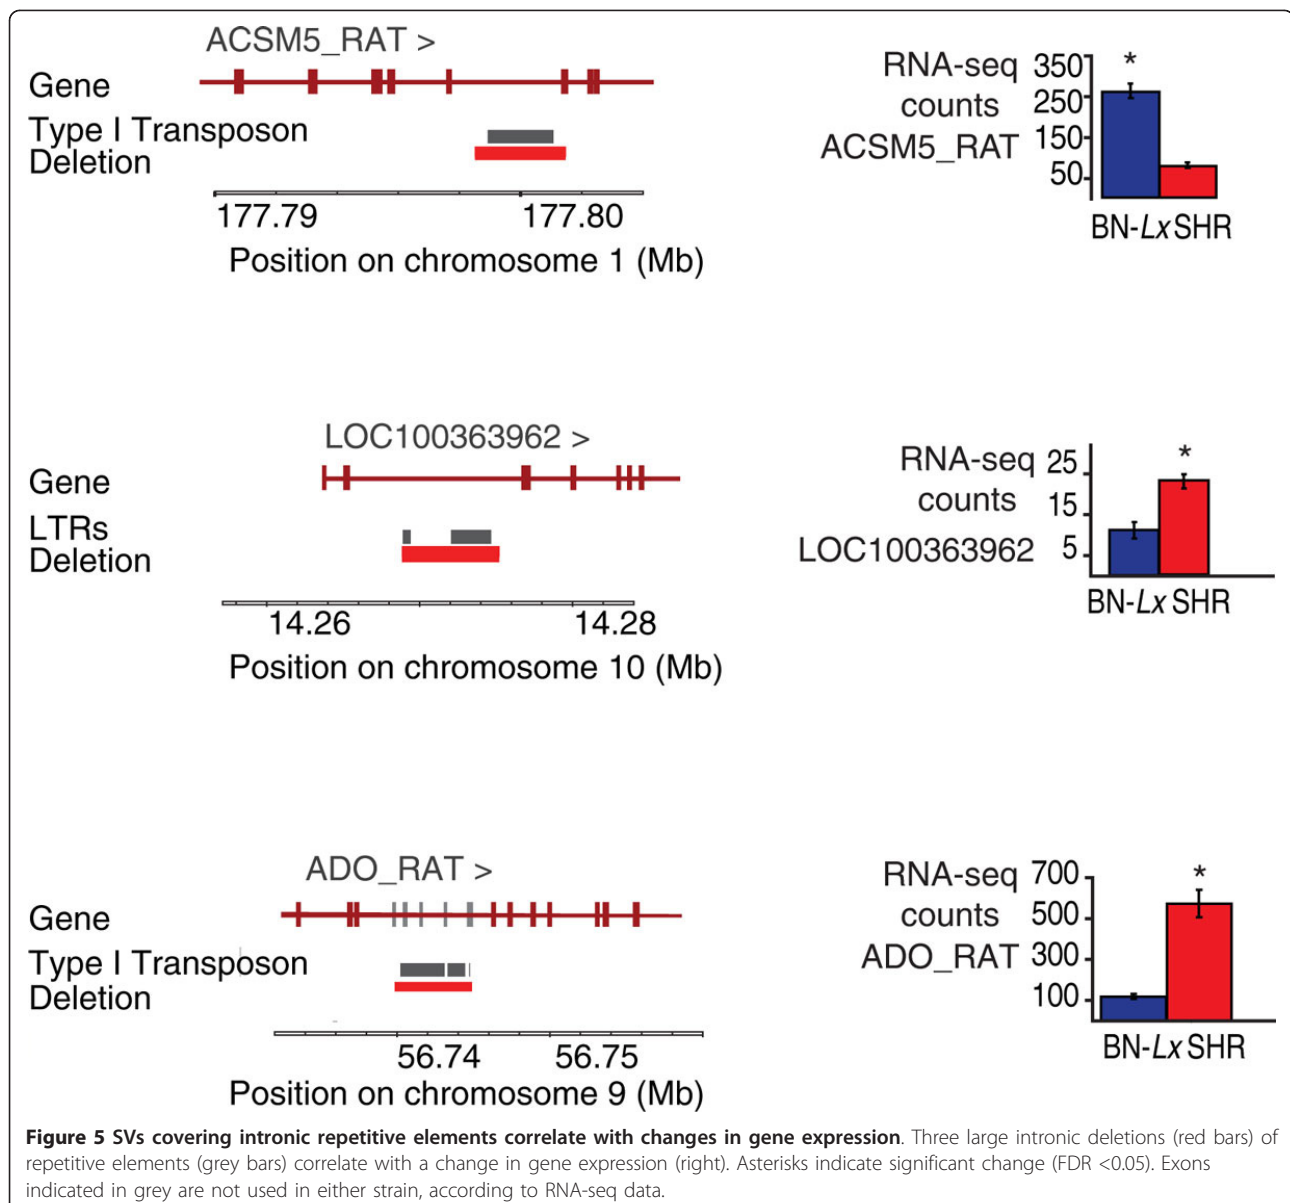 ACSM5_RAT >
Gene
Type I Transposon
Deletion
177.79 177.80
Position on chromosome 1 (Mb)
RNA-seq
counts
ACSM5_RAT
350
250
150
50
*
BN-Lx SHR
LOC100363962 >
Gene
LTRs
Deletion
14.26 14.28
Position on chromosome 10 (Mb)
RNA-seq
counts
LOC100363962
25
15
5
*
BN-Lx SHR
ADO_RAT >
Gene
Type I Transposon
Deletion
56.74 56.75
Position on chromosome 9 (Mb)
RNA-seq
counts
ADO_RAT
700
500
300
100
*
BN-Lx SHR
Figure 5 SVs covering intronic repetitive elements correlate with changes in gene expression. Three large intronic deletions (red bars) of
repetitive elements (grey bars) correlate with a change in gene expression (right). Asterisks indicate significant change (FDR <0.05). Exons
indicated in grey are not used in either strain, according to RNA-seq data.